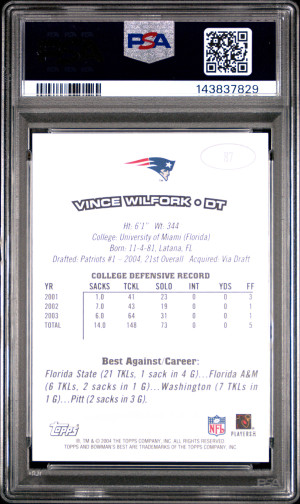 PSA
143837829
87
VINCE WILFORK • DT
Ht: 6'1" Wt: 344
College: University of Miami (Florida)
Born: 11-4-81, Latana, FL
Drafted: Patriots #1 - 2004, 21st Overall Acquired: Via Draft
COLLEGE DEFENSIVE RECORD
YR SACKS TCKL SOLO INT YDS FF
2001 1.0 41 23 0 0 3
2002 7.0 43 19 0 0 1
2003 6.0 64 31 0 0 1
TOTAL 14.0 148 73 0 0 5
Best Against/Career:
Florida State (21 TKLs, 1 sack in 4 G)...Florida A&M
(6 TKLs, 2 sacks in 1 G)...Washington (7 TKLs
in 1 G)...Pitt (2 sacks in 3 G).
Topps
NFL
PLAYERS
® TM & © 2004 THE TOPPS COMPANY, INC. ALL RIGHTS RESERVED.
TOPPS AND BOWMAN'S BEST ARE TRADEMARKS OF THE TOPPS COMPANY, INC.
PSA